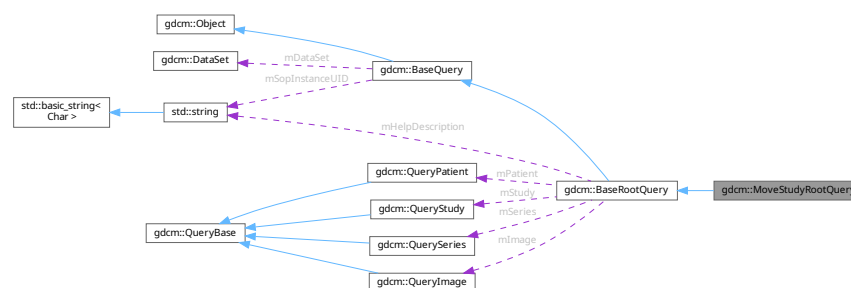 gdcm::Object
gdcm::DataSet
mDataSet
gdcm::BaseQuery
mSopInstanceUID
std::basic_string<
Char >
std::string
mHelpDescription
gdcm::QueryPatient
mPatient
gdcm::BaseRootQuery
gdcm::MoveStudyRootQuery
mStudy
gdcm::QueryStudy
mSeries
gdcm::QueryBase
gdcm::QuerySeries
mImage
gdcm::QueryImage